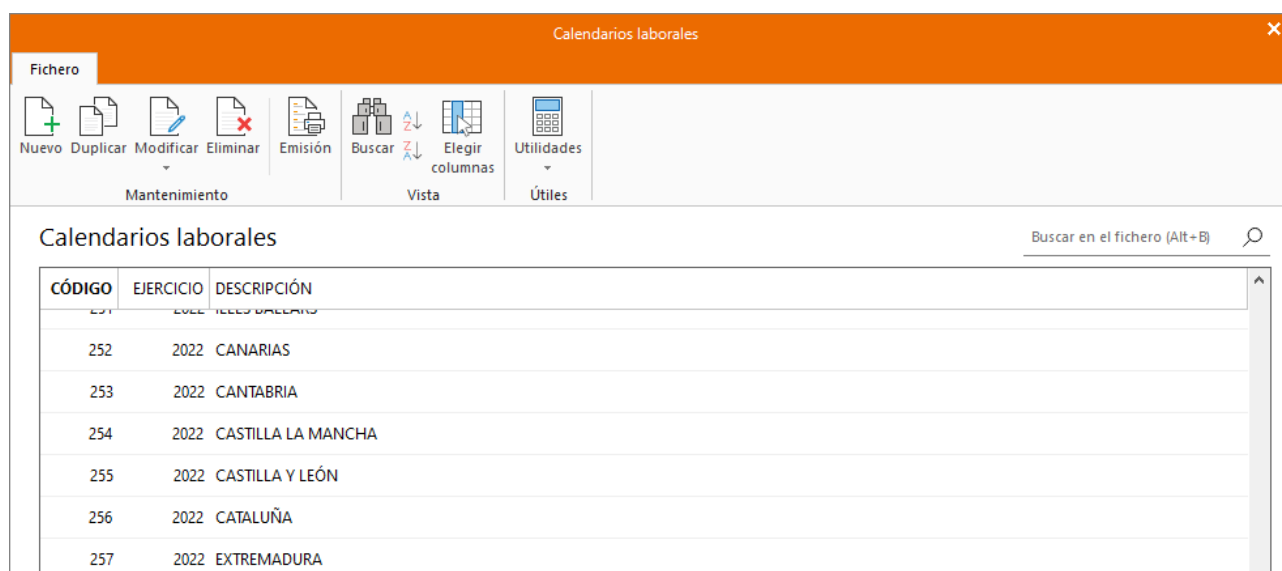 Calendarios laborales
Fichero
Nuevo Duplicar Modificar Eliminar Emisión Buscar Elegir columnas Utilidades
Mantenimiento Vista Útiles
Calendarios laborales Buscar en el fichero (Alt+B)
CÓDIGO EJERCICIO DESCRIPCIÓN
252 2022 CANARIAS
253 2022 CANTABRIA
254 2022 CASTILLA LA MANCHA
255 2022 CASTILLA Y LEÓN
256 2022 CATALUÑA
257 2022 EXTREMADURA